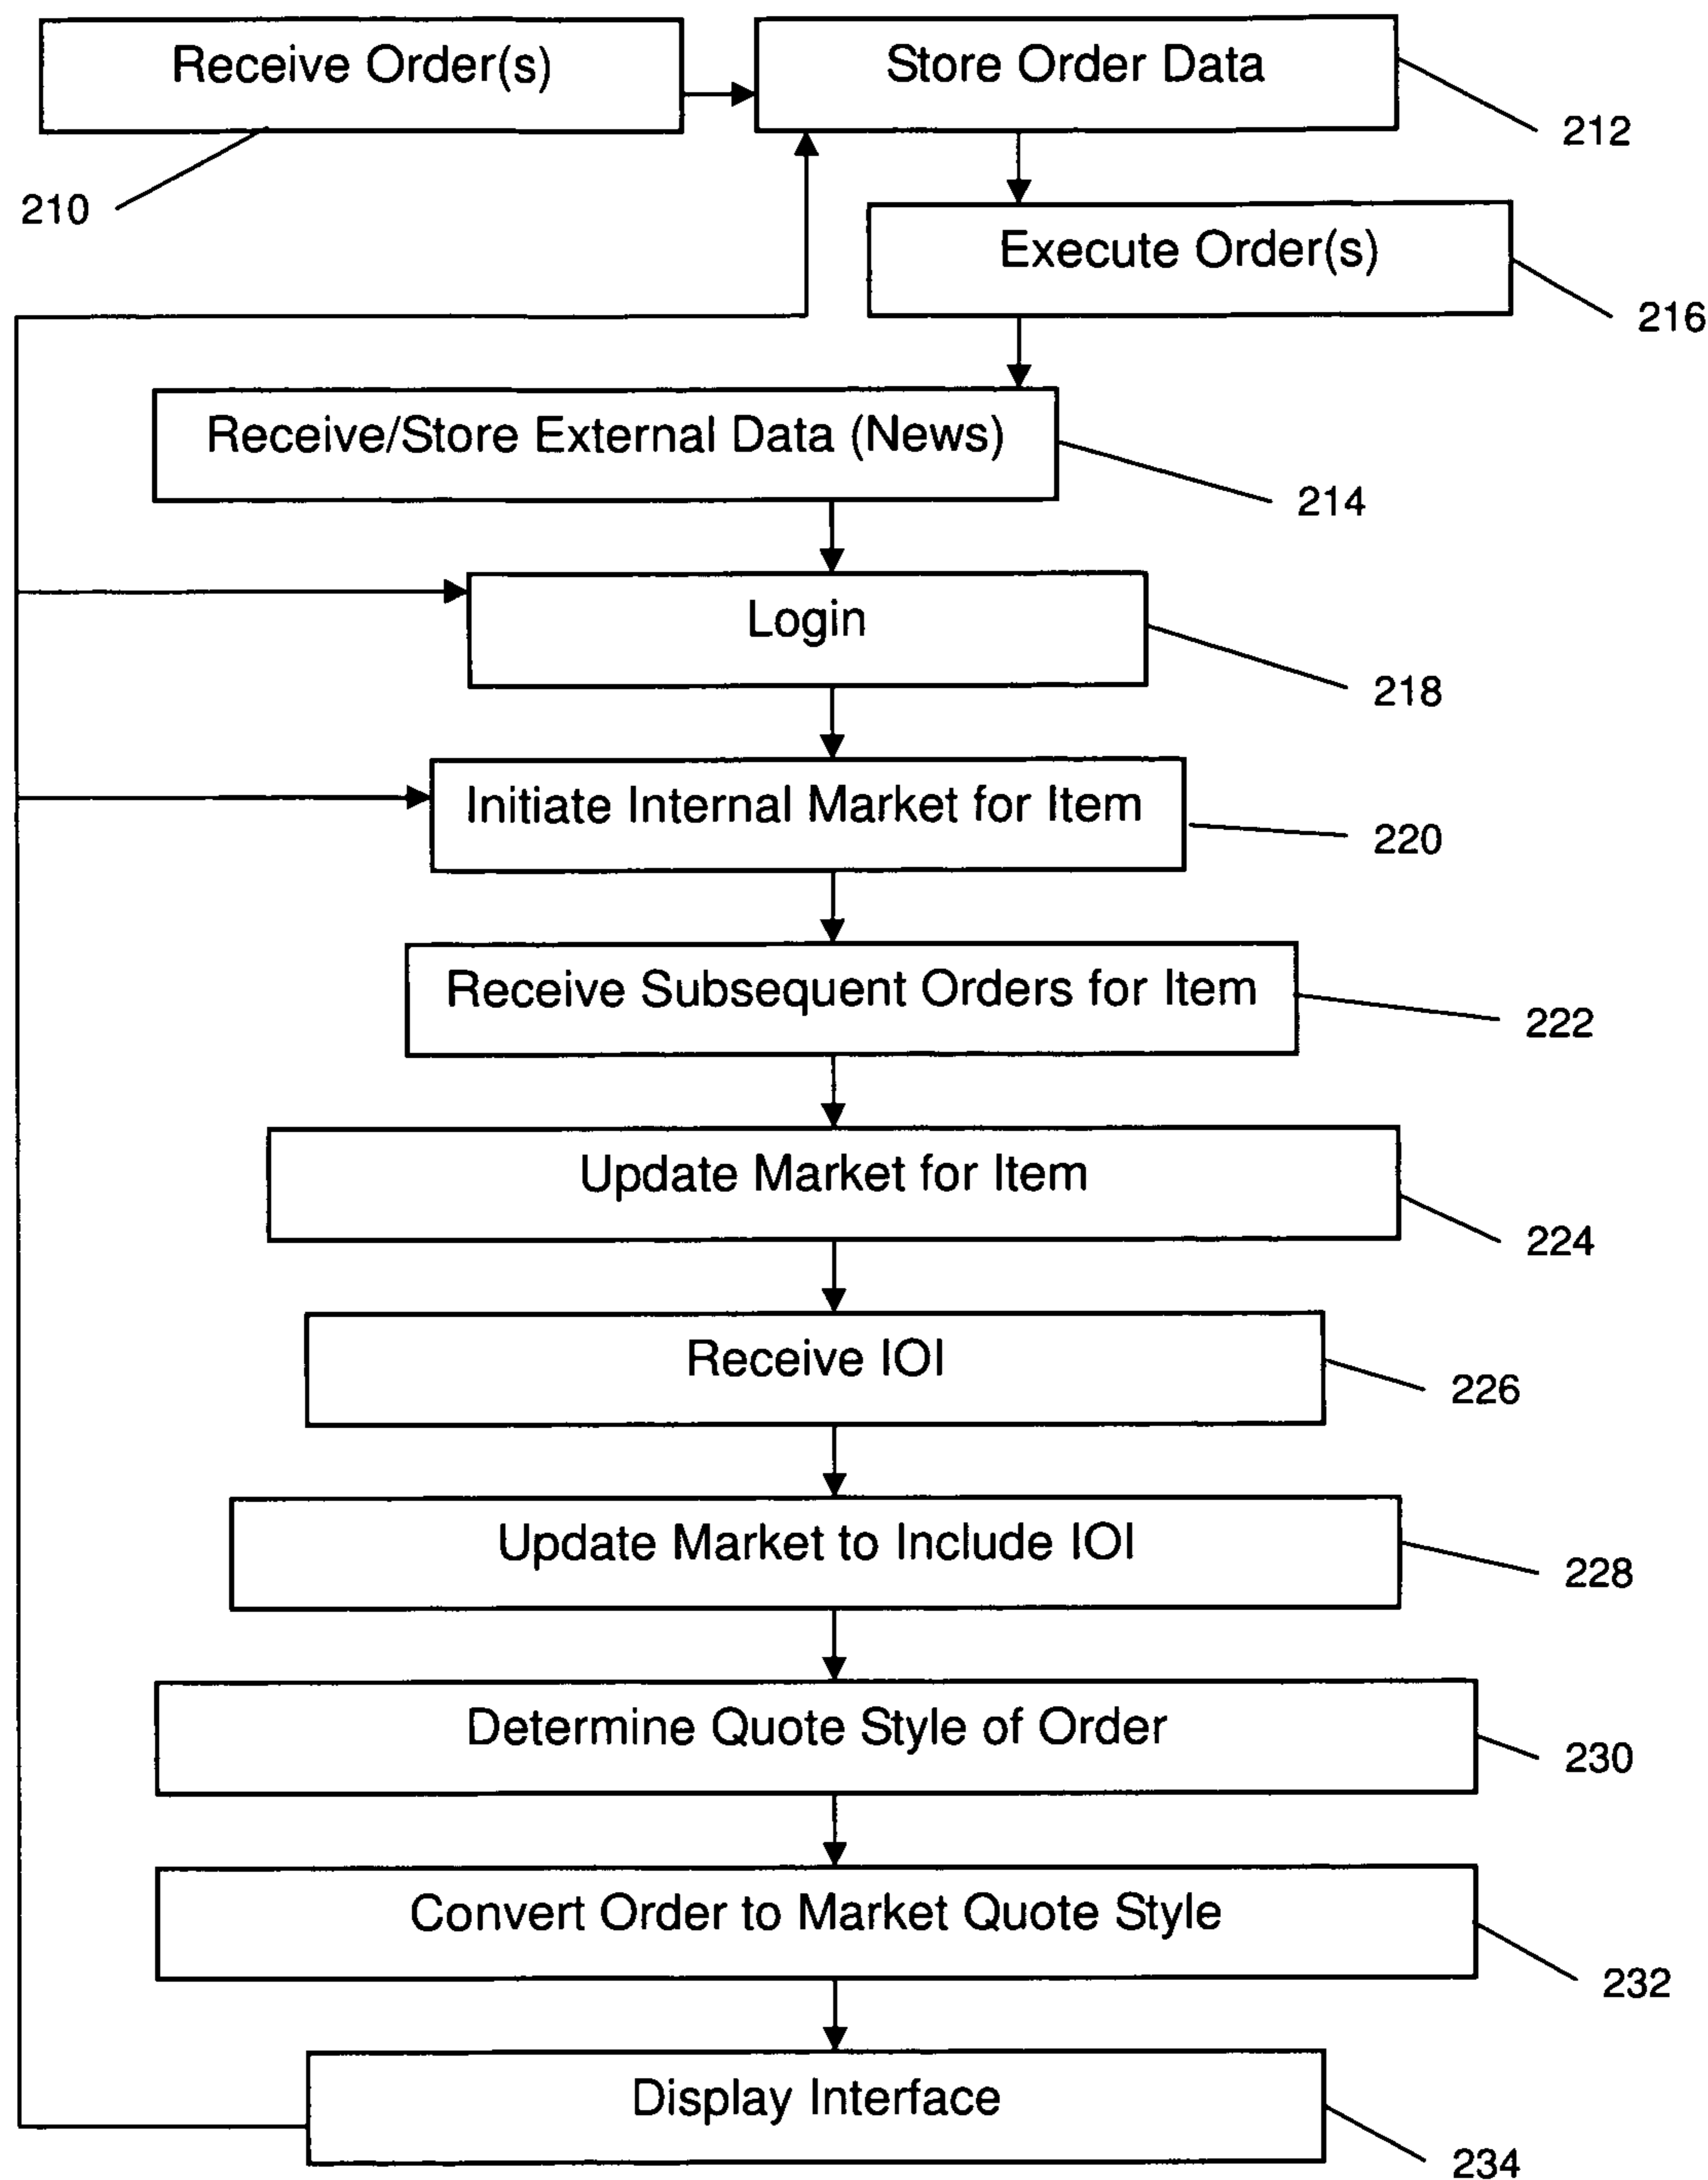 Receive Order(s)
Store Order Data
212
210
Execute Order(s)
216
Receive/Store External Data (News)
214
Login
218
Initiate Internal Market for Item
220
Receive Subsequent Orders for Item
222
Update Market for Item
224
Receive IOI
226
Update Market to Include IOI
228
Determine Quote Style of Order
230
Convert Order to Market Quote Style
232
Display Interface
234